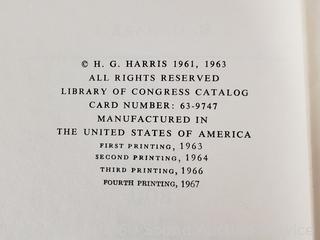 © H. G. HARRIS 1961, 1963
ALL RIGHTS RESERVED
LIBRARY OF CONGRESS CATALOG
CARD NUMBER: 63-9747
MANUFACTURED IN
THE UNITED STATES OF AMERICA
FIRST PRINTING, 1963
SECOND PRINTING, 1964
THIRD PRINTING, 1966
FOURTH PRINTING, 1967